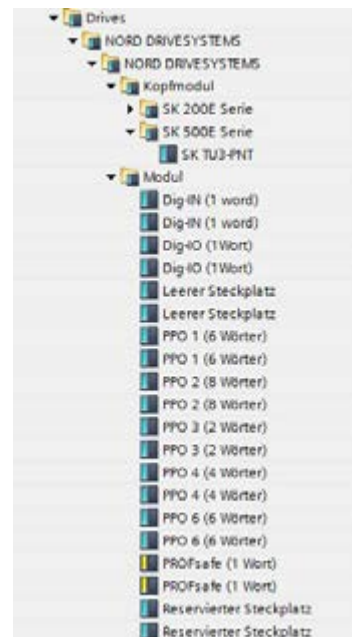 Drives
NORD DRIVESYSTEMS
NORD DRIVESYSTEMS
Kopfmodul
SK 200E Serie
SK 500E Serie
SK TU3-PNT
Modul
Dig-IN (1 word)
Dig-IN (1 word)
Dig-IO (1Wort)
Dig-IO (1Wort)
Leerer Steckplatz
Leerer Steckplatz
PPO 1 (6 Wörter)
PPO 1 (6 Wörter)
PPO 2 (8 Wörter)
PPO 2 (8 Wörter)
PPO 3 (2 Wörter)
PPO 3 (2 Wörter)
PPO 4 (4 Wörter)
PPO 4 (4 Wörter)
PPO 6 (6 Wörter)
PPO 6 (6 Wörter)
PROFsafe (1 Wort)
PROFsafe (1 Wort)
Reservierter Steckplatz
Reservierter Steckplatz